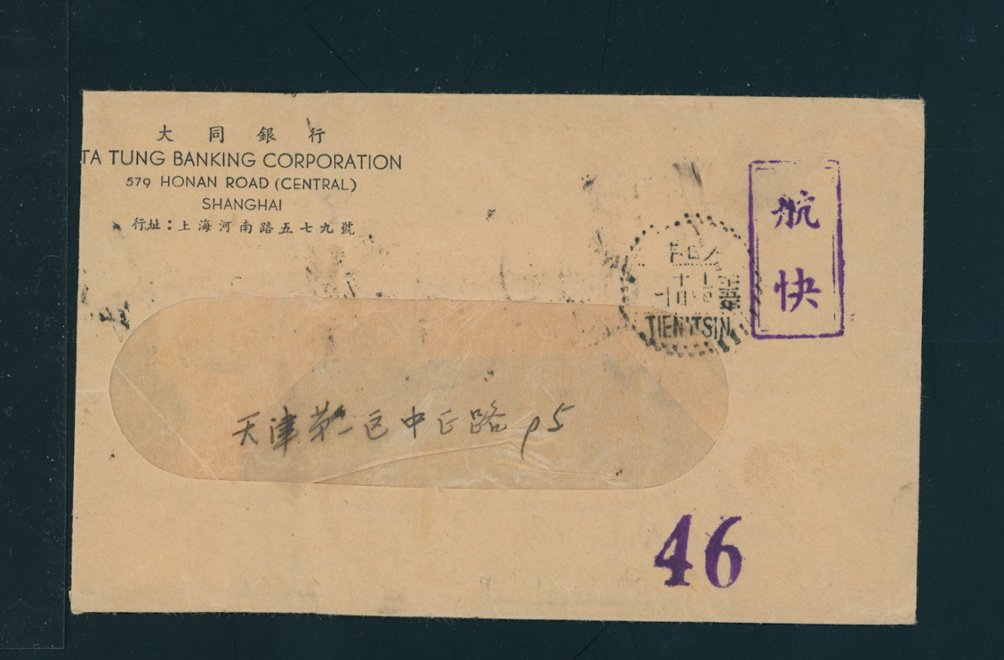 大同銀行
TA TUNG BANKING CORPORATION
579 HONAN ROAD (CENTRAL)
SHANGHAI
行址：上海河南路五七九號
航快
TIENTSIN
天津第一區中正路
46